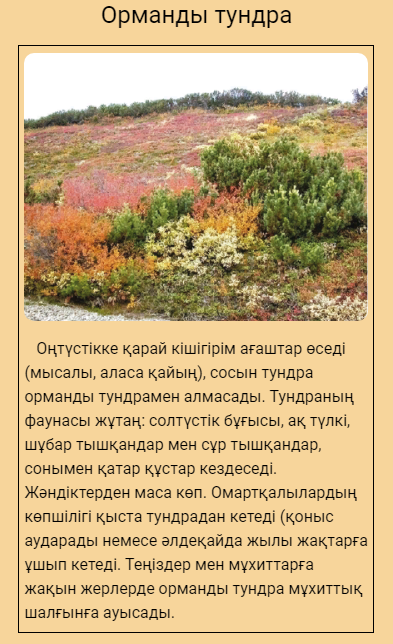 Орманды тундра
Оңтүстікке қарай кішігірім ағаштар өседі
(мысалы, аласа қайың), сосын тундра
орманды тундрамен алмасады. Тундраның
фаунасы жұтаң: солтүстік бұғысы, ақ түлкі,
шұбар тышқандар мен сұр тышқандар,
сонымен қатар құстар кездеседі.
Жәндіктерден маса көп. Омартқалылардың
көпшілігі қыста тундрадан кетеді (қоныс
аударады немесе әлдеқайда жылы жақтарға
ұшып кетеді. Теңіздер мен мұхиттарға
жақын жерлерде орманды тундра мұхиттық
шалғынға ауысады.